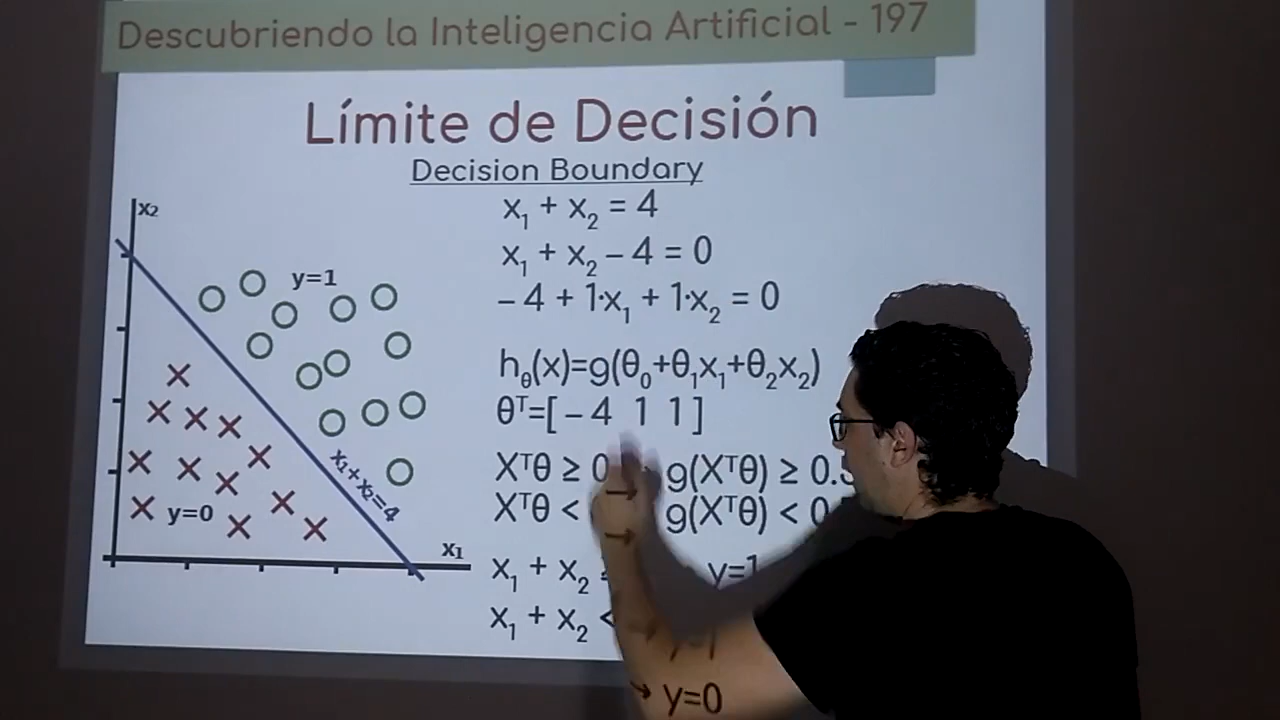 Descubriendo la Inteligencia Artificial - 197
Límite de Decisión
Decision Boundary
x₁ + x₂ = 4
x₁ + x₂ – 4 = 0
– 4 + 1·x₁ + 1·x₂ = 0
hθ(x)=g(θ₀+θ₁x₁+θ₂x₂)
θᵀ=[ – 4 1 1 ]
Xᵀθ ≥ 0 g(Xᵀθ) ≥ 0.
Xᵀθ < → g(Xᵀθ) < 0
x₁ + x₂ y=1
x₁ + x₂ <
→ y=0
x₂
y=1
x₁+x₂=4
y=0
x₁